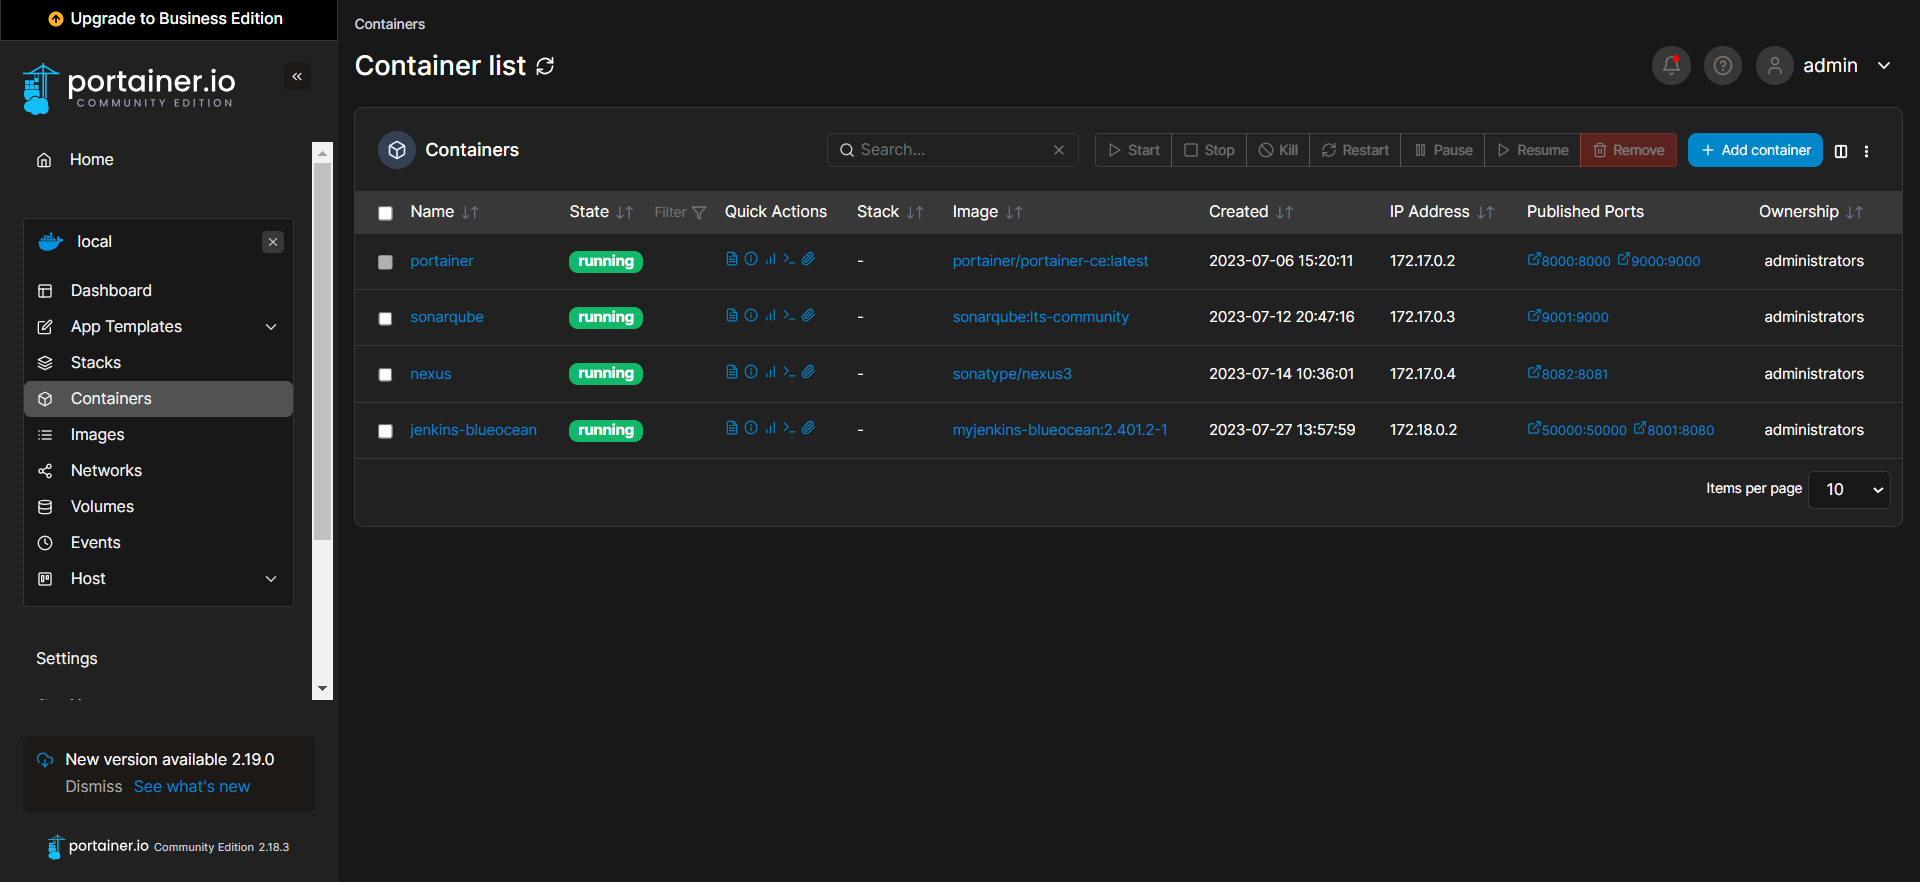 Upgrade to Business Edition
portainer.io
COMMUNITY EDITION
Home
local
Dashboard
App Templates
Stacks
Containers
Images
Networks
Volumes
Events
Host
Settings
New version available 2.19.0
Dismiss See what's new
portainer.io Community Edition 2.18.3
Containers
Container list
admin
Containers
Search...
Start Stop Kill Restart Pause Resume Remove Add container
Name State Filter Quick Actions Stack Image Created IP Address Published Ports Ownership
portainer running - portainer/portainer-ce:latest 2023-07-06 15:20:11 172.17.0.2 8000:8000 9000:9000 administrators
sonarqube running - sonarqube:lts-community 2023-07-12 20:47:16 172.17.0.3 9001:9000 administrators
nexus running - sonatype/nexus3 2023-07-14 10:36:01 172.17.0.4 8082:8081 administrators
jenkins-blueocean running - myjenkins-blueocean:2.401.2-1 2023-07-27 13:57:59 172.18.0.2 50000:50000 8001:8080 administrators
Items per page 10